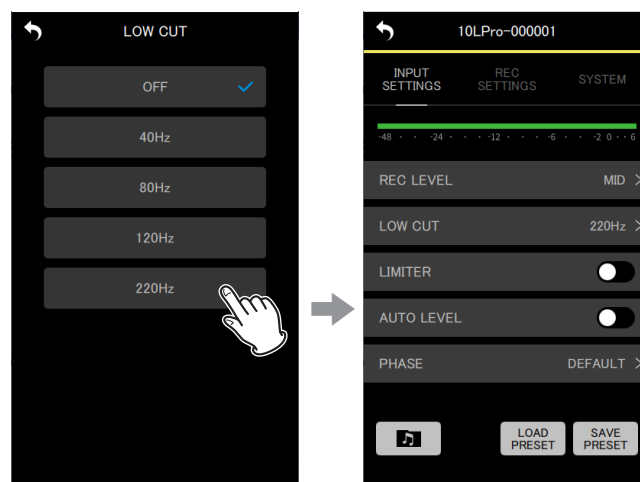 LOW CUT
OFF
40Hz
80Hz
120Hz
220Hz
10LPro-000001
INPUT
SETTINGS
REC
SETTINGS
SYSTEM
-48 · · -24 · · · -12 · · · -6 · · -2 0 · · 6
REC LEVEL MID >
LOW CUT 220Hz >
LIMITER
AUTO LEVEL
PHASE DEFAULT >
LOAD
PRESET
SAVE
PRESET